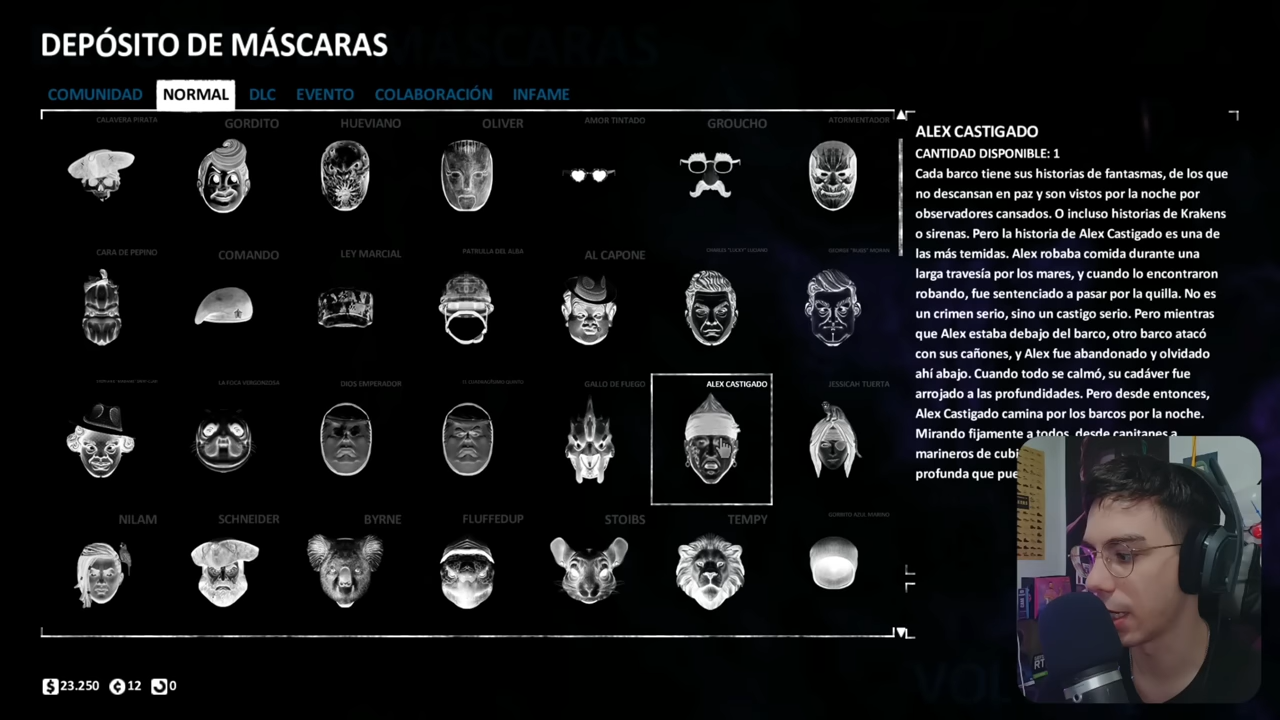 DEPÓSITO DE MÁSCARAS
COMUNIDAD NORMAL DLC EVENTO COLABORACIÓN INFAME
CALAVERA PIRATA GORDITO HUEVIANO OLIVER AMOR TINTADO GROUCHO ATORMENTADOR
CARA DE PEPINO COMANDO LEY MARCIAL PATRULLA DEL ALBA AL CAPONE CHARLES "LUCKY" LUCIANO GEORGE "BUGS" MORAN
LA FOCA VERGONZOSA DIOS EMPERADOR GALLO DE FUEGO ALEX CASTIGADO JESSICAH TUERTA
NILAM SCHNEIDER BYRNE FLUFFEDUP STOIBS TEMPY GORRITO AZUL MARINO
$23.250 12 0
ALEX CASTIGADO
CANTIDAD DISPONIBLE: 1
Cada barco tiene sus historias de fantasmas, de los que
no descansan en paz y son vistos por la noche por
observadores cansados. O incluso historias de Krakens
o sirenas. Pero la historia de Alex Castigado es una de
las más temidas. Alex robaba comida durante una
larga travesía por los mares, y cuando lo encontraron
robando, fue sentenciado a pasar por la quilla. No es
un crimen serio, sino un castigo serio. Pero mientras
que Alex estaba debajo del barco, otro barco atacó
con sus cañones, y Alex fue abandonado y olvidado
ahí abajo. Cuando todo se calmó, su cadáver fue
arrojado a las profundidades. Pero desde entonces,
Alex Castigado camina por los barcos por la noche.
Mirando fijamente a todos, desde capitanes a
marineros de cubi
profunda que pue